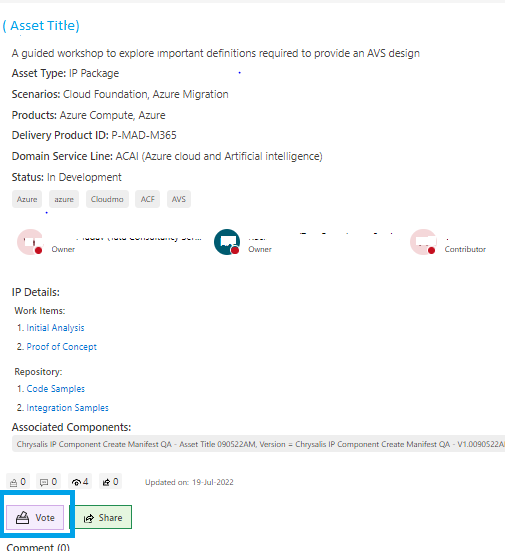 ( Asset Title)
A guided workshop to explore important definitions required to provide an AVS design
Asset Type: IP Package
Scenarios: Cloud Foundation, Azure Migration
Products: Azure Compute, Azure
Delivery Product ID: P-MAD-M365
Domain Service Line: ACAI (Azure cloud and Artificial intelligence)
Status: In Development
Azure azure Cloudmo ACF AVS
Owner Owner Contributor
IP Details:
Work Items:
1. Initial Analysis
2. Proof of Concept
Repository:
1. Code Samples
2. Integration Samples
Associated Components:
Chrysalis IP Component Create Manifest QA - Asset Title 090522AM, Version = Chrysalis IP Component Create Manifest QA - V1.0090522A
0 0 4 0 Updated on: 19-Jul-2022
Vote Share
Comment (0)